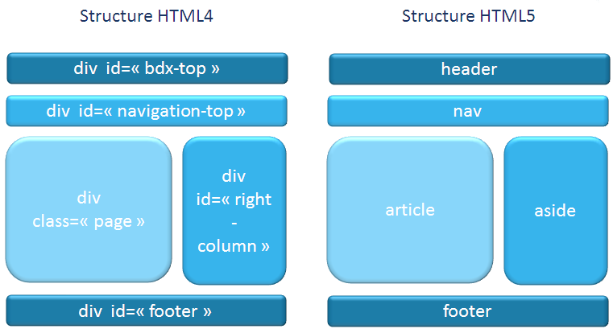 Structure HTML4
div id=« bdx-top »
div id=« navigation-top »
div
class=« page »
div
id=« right
-
column »
div id=« footer »
Structure HTML5
header
nav
article
aside
footer